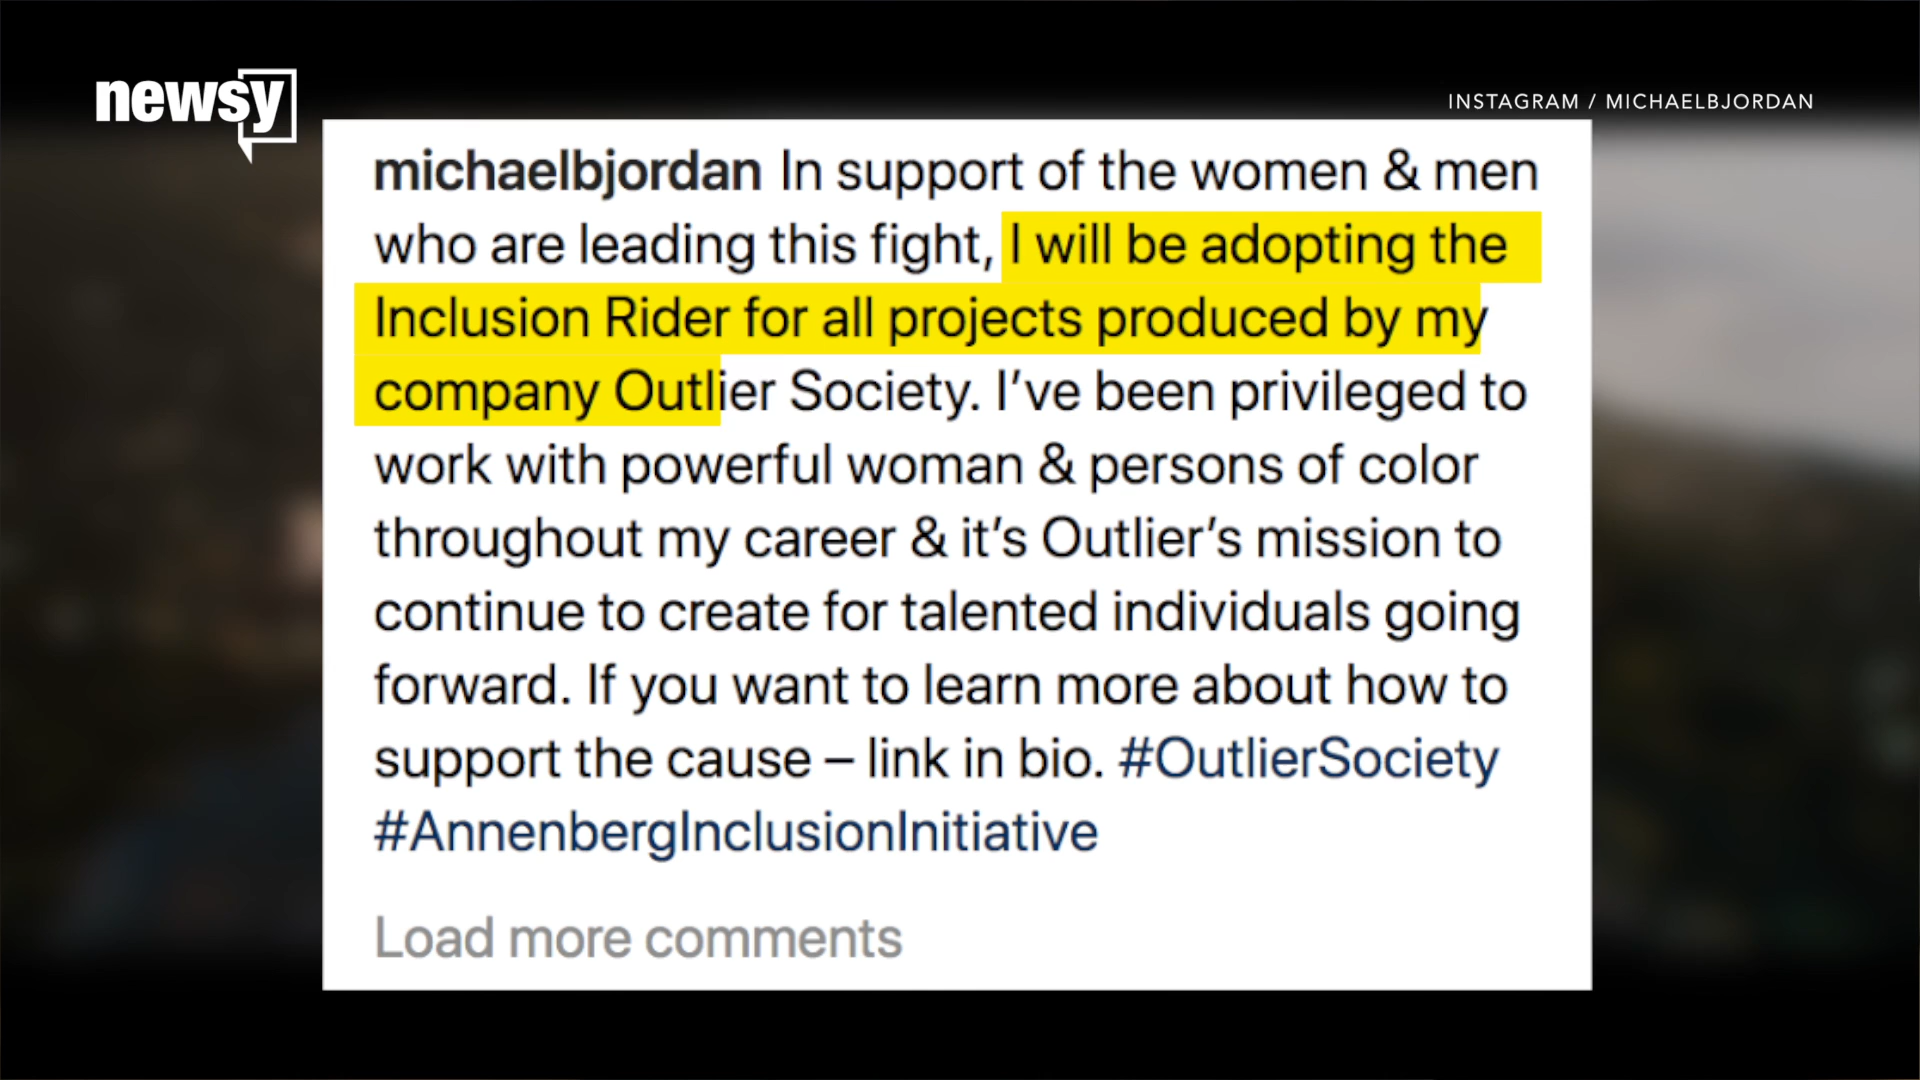 newsy
INSTAGRAM / MICHAELBJORDAN
michaelbjordan In support of the women & men
who are leading this fight, I will be adopting the
Inclusion Rider for all projects produced by my
company Outlier Society. I’ve been privileged to
work with powerful woman & persons of color
throughout my career & it’s Outlier’s mission to
continue to create for talented individuals going
forward. If you want to learn more about how to
support the cause – link in bio. #OutlierSociety
#AnnenbergInclusionInitiative
Load more comments